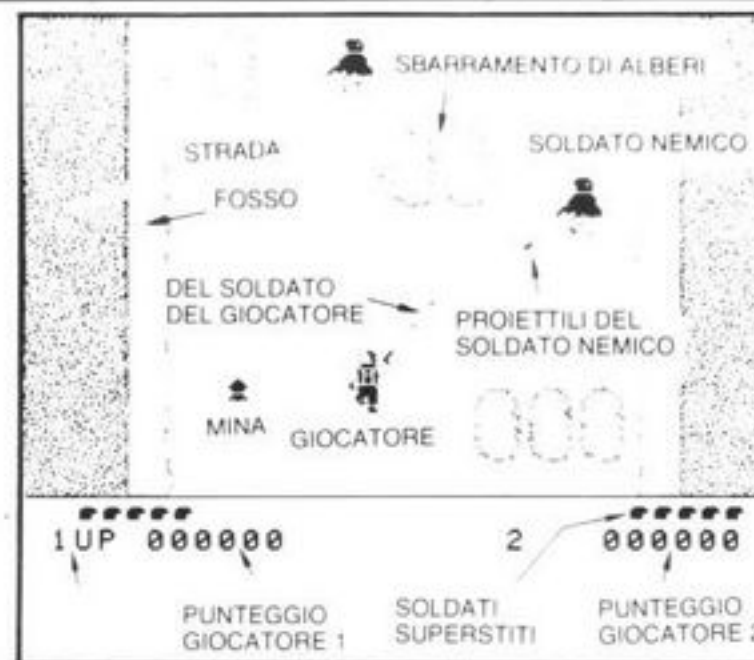 SBARRAMENTO DI ALBERI
STRADA
SOLDATO NEMICO
FOSSO
DEL SOLDATO
DEL GIOCATORE
PROIETTILI DEL
SOLDATO NEMICO
MINA
GIOCATORE
1UP 000000
2 000000
PUNTEGGIO
GIOCATORE 1
SOLDATI
SUPERSTITI
PUNTEGGIO
GIOCATORE 2